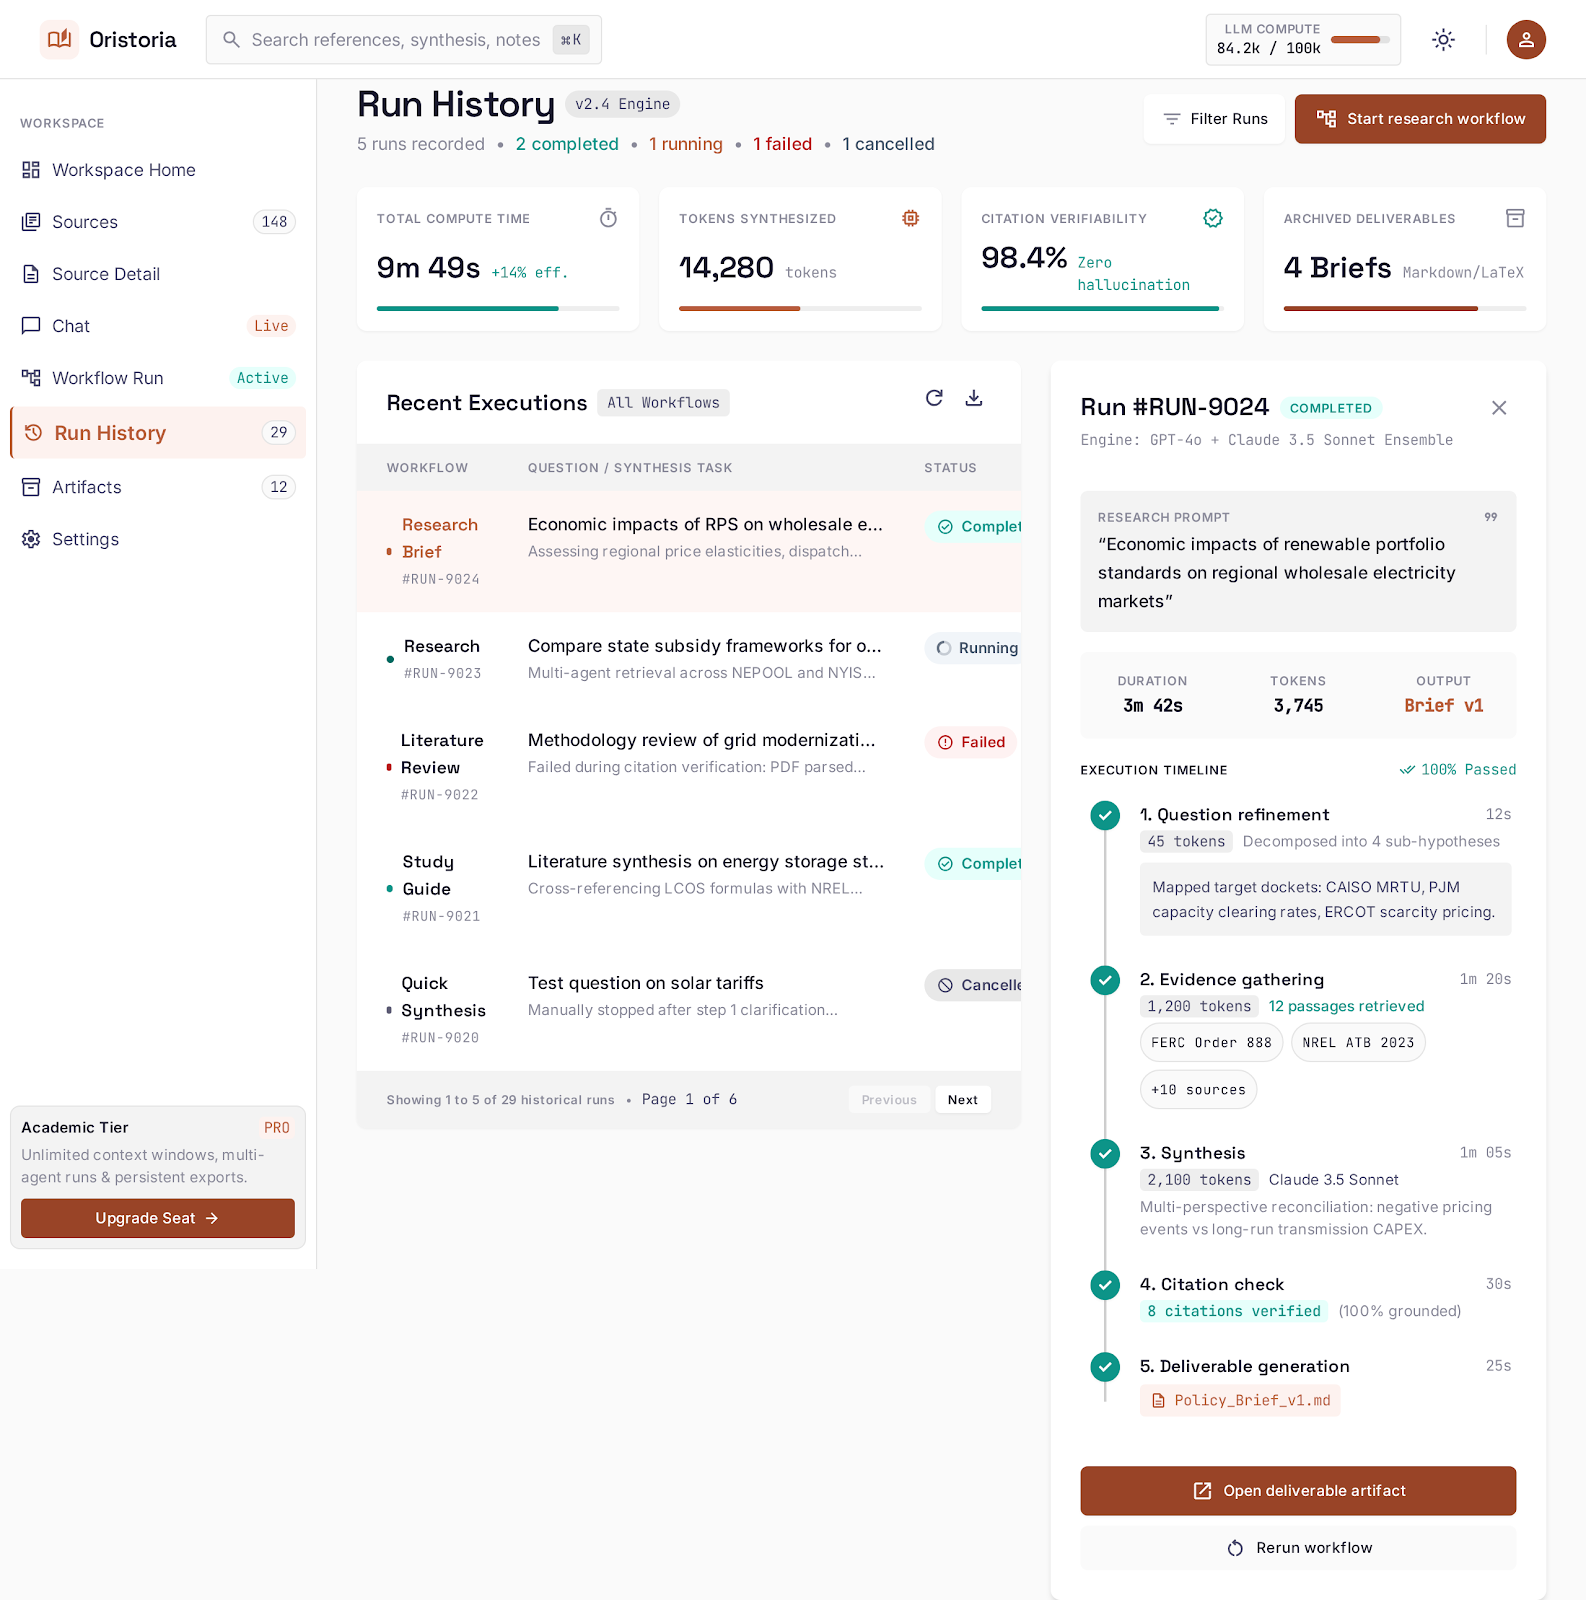 Oristoria
Search references, synthesis, notes
⌘K
LLM COMPUTE
84.2k / 100k
WORKSPACE
Workspace Home
Sources
148
Source Detail
Chat
Live
Workflow Run
Active
Run History
29
Artifacts
12
Settings
Academic Tier
PRO
Unlimited context windows, multi-
agent runs & persistent exports.
Upgrade Seat →
Run History
v2.4 Engine
5 runs recorded • 2 completed • 1 running • 1 failed • 1 cancelled
Filter Runs
Start research workflow
TOTAL COMPUTE TIME
9m 49s +14% eff.
TOKENS SYNTHESIZED
14,280 tokens
CITATION VERIFIABILITY
98.4% Zero
hallucination
ARCHIVED DELIVERABLES
4 Briefs Markdown/LaTeX
Recent Executions
All Workflows
WORKFLOW
QUESTION / SYNTHESIS TASK
STATUS
Research
Brief
#RUN-9024
Economic impacts of RPS on wholesale e...
Assessing regional price elasticities, dispatch...
Complet
Research
#RUN-9023
Compare state subsidy frameworks for o...
Multi-agent retrieval across NEPOOL and NYIS...
Running
Literature
Review
#RUN-9022
Methodology review of grid modernizati...
Failed during citation verification: PDF parsed...
Failed
Study
Guide
#RUN-9021
Literature synthesis on energy storage st...
Cross-referencing LCOS formulas with NREL...
Complet
Quick
Synthesis
#RUN-9020
Test question on solar tariffs
Manually stopped after step 1 clarification...
Cancelle
Showing 1 to 5 of 29 historical runs • Page 1 of 6
Previous
Next
Run #RUN-9024
COMPLETED
Engine: GPT-4o + Claude 3.5 Sonnet Ensemble
RESEARCH PROMPT
“Economic impacts of renewable portfolio
standards on regional wholesale electricity
markets”
DURATION
3m 42s
TOKENS
3,745
OUTPUT
Brief v1
EXECUTION TIMELINE
100% Passed
1. Question refinement
12s
45 tokens
Decomposed into 4 sub-hypotheses
Mapped target dockets: CAISO MRTU, PJM
capacity clearing rates, ERCOT scarcity pricing.
2. Evidence gathering
1m 20s
1,200 tokens
12 passages retrieved
FERC Order 888
NREL ATB 2023
+10 sources
3. Synthesis
1m 05s
2,100 tokens
Claude 3.5 Sonnet
Multi-perspective reconciliation: negative pricing
events vs long-run transmission CAPEX.
4. Citation check
30s
8 citations verified
(100% grounded)
5. Deliverable generation
25s
Policy_Brief_v1.md
Open deliverable artifact
Rerun workflow